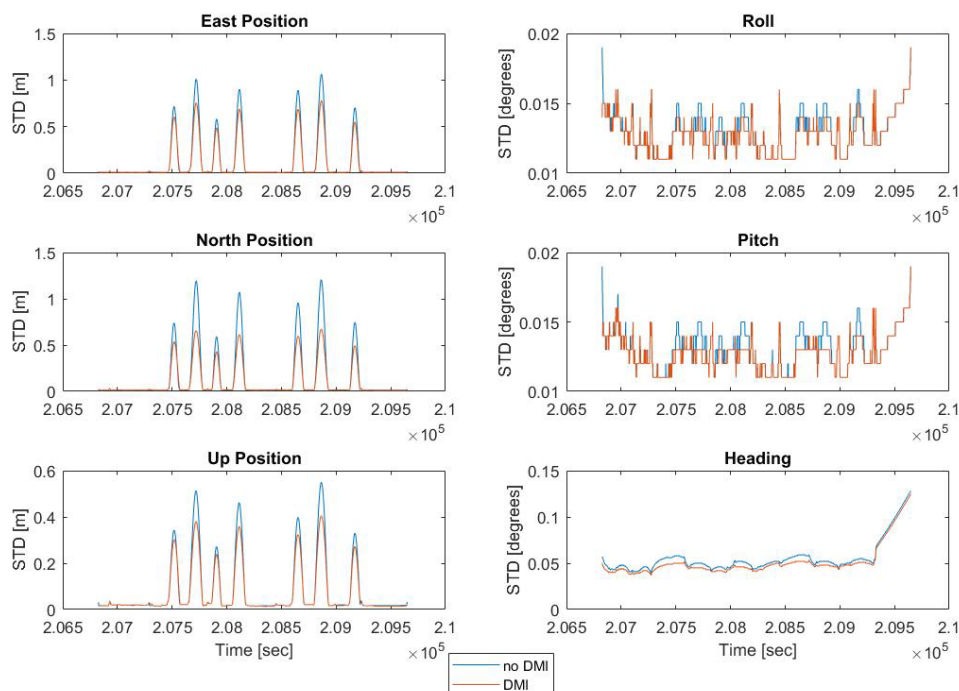 East Position
1.5
1
0.5
0
STD [m]
2.065 2.07 2.075 2.08 2.085 2.09 2.095 2.1
× 10^5
Roll
0.02
0.015
0.01
STD [degrees]
2.065 2.07 2.075 2.08 2.085 2.09 2.095 2.1
× 10^5
North Position
1.5
1
0.5
0
STD [m]
2.065 2.07 2.075 2.08 2.085 2.09 2.095 2.1
× 10^5
Pitch
0.02
0.015
0.01
STD [degrees]
2.065 2.07 2.075 2.08 2.085 2.09 2.095 2.1
× 10^5
Up Position
0.6
0.4
0.2
0
STD [m]
2.065 2.07 2.075 2.08 2.085 2.09 2.095 2.1
Time [sec]
× 10^5
Heading
0.15
0.1
0.05
0
STD [degrees]
2.065 2.07 2.075 2.08 2.085 2.09 2.095 2.1
Time [sec]
× 10^5
no DMI
DMI